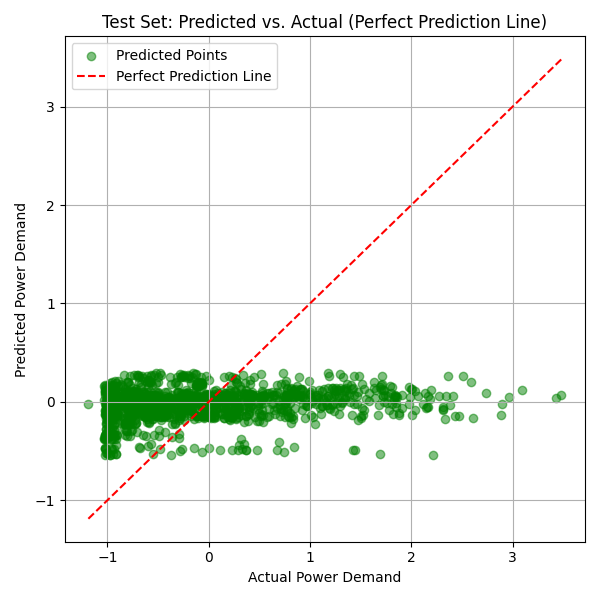 Test Set: Predicted vs. Actual (Perfect Prediction Line)
Predicted Points
Perfect Prediction Line
Predicted Power Demand
3
2
1
0
−1
−1 0 1 2 3
Actual Power Demand